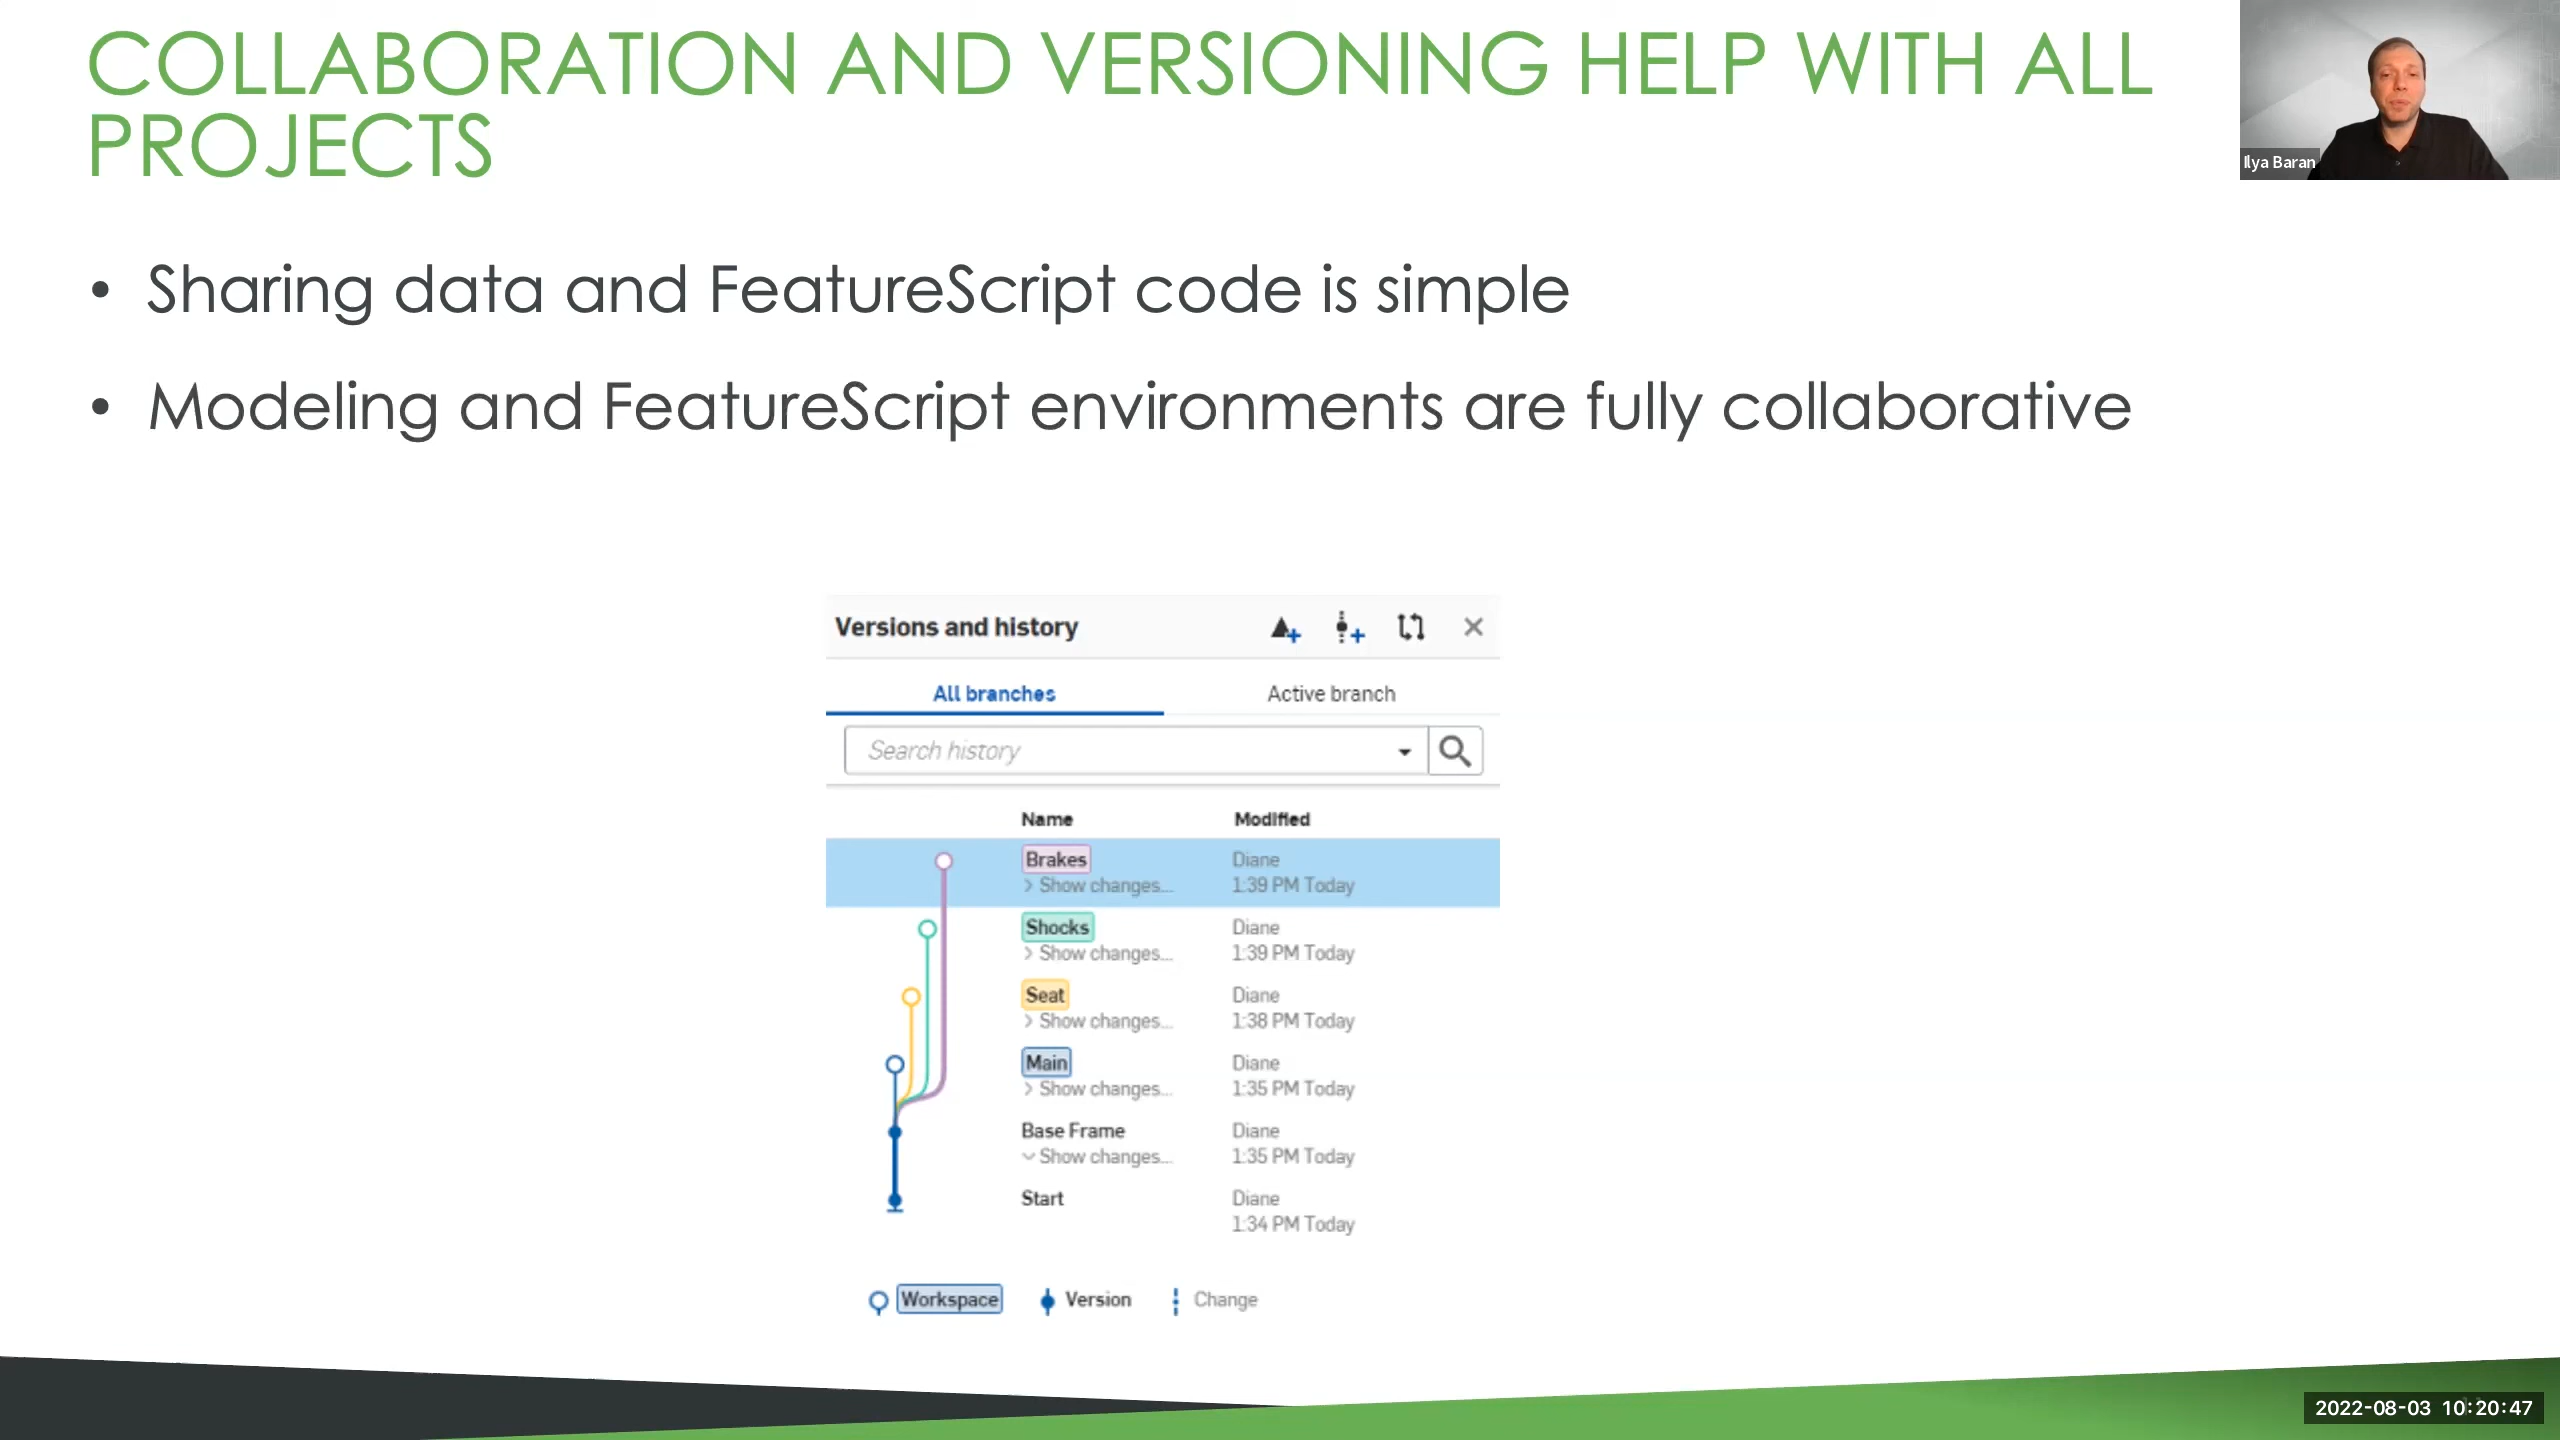 COLLABORATION AND VERSIONING HELP WITH ALL
PROJECTS
Ilya Baran
• Sharing data and FeatureScript code is simple
• Modeling and FeatureScript environments are fully collaborative
Versions and history
All branches Active branch
Search history
Name Modified
Brakes Diane
Show changes... 1:39 PM Today
Shocks Diane
Show changes... 1:39 PM Today
Seat Diane
Show changes... 1:38 PM Today
Main Diane
Show changes... 1:35 PM Today
Base Frame Diane
Show changes... 1:35 PM Today
Start Diane
1:34 PM Today
Workspace Version Change
2022-08-03 10:20:47